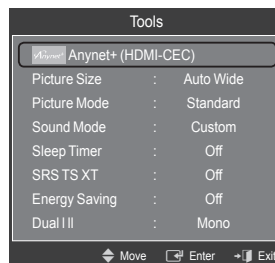 Tools
Anynet+ Anynet+ (HDMI-CEC)
Picture Size : Auto Wide
Picture Mode : Standard
Sound Mode : Custom
Sleep Timer : Off
SRS TS XT : Off
Energy Saving : Off
Dual I II : Mono
Move Enter Exit